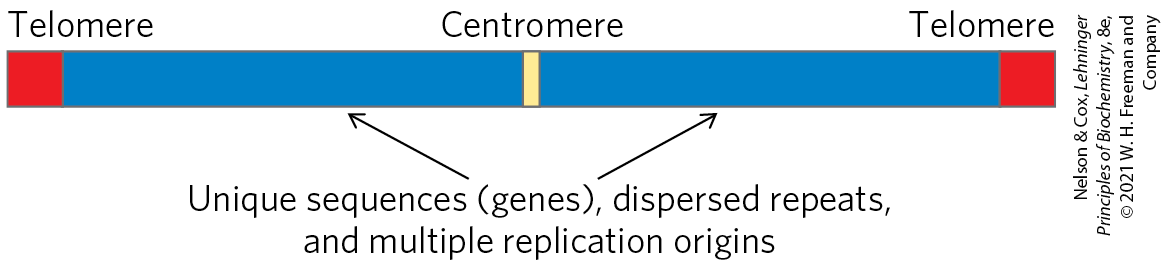 Telomere
Centromere
Telomere
Unique sequences (genes), dispersed repeats,
and multiple replication origins
Nelson & Cox, Lehninger
Principles of Biochemistry, 8e,
© 2021 W. H. Freeman and
Company